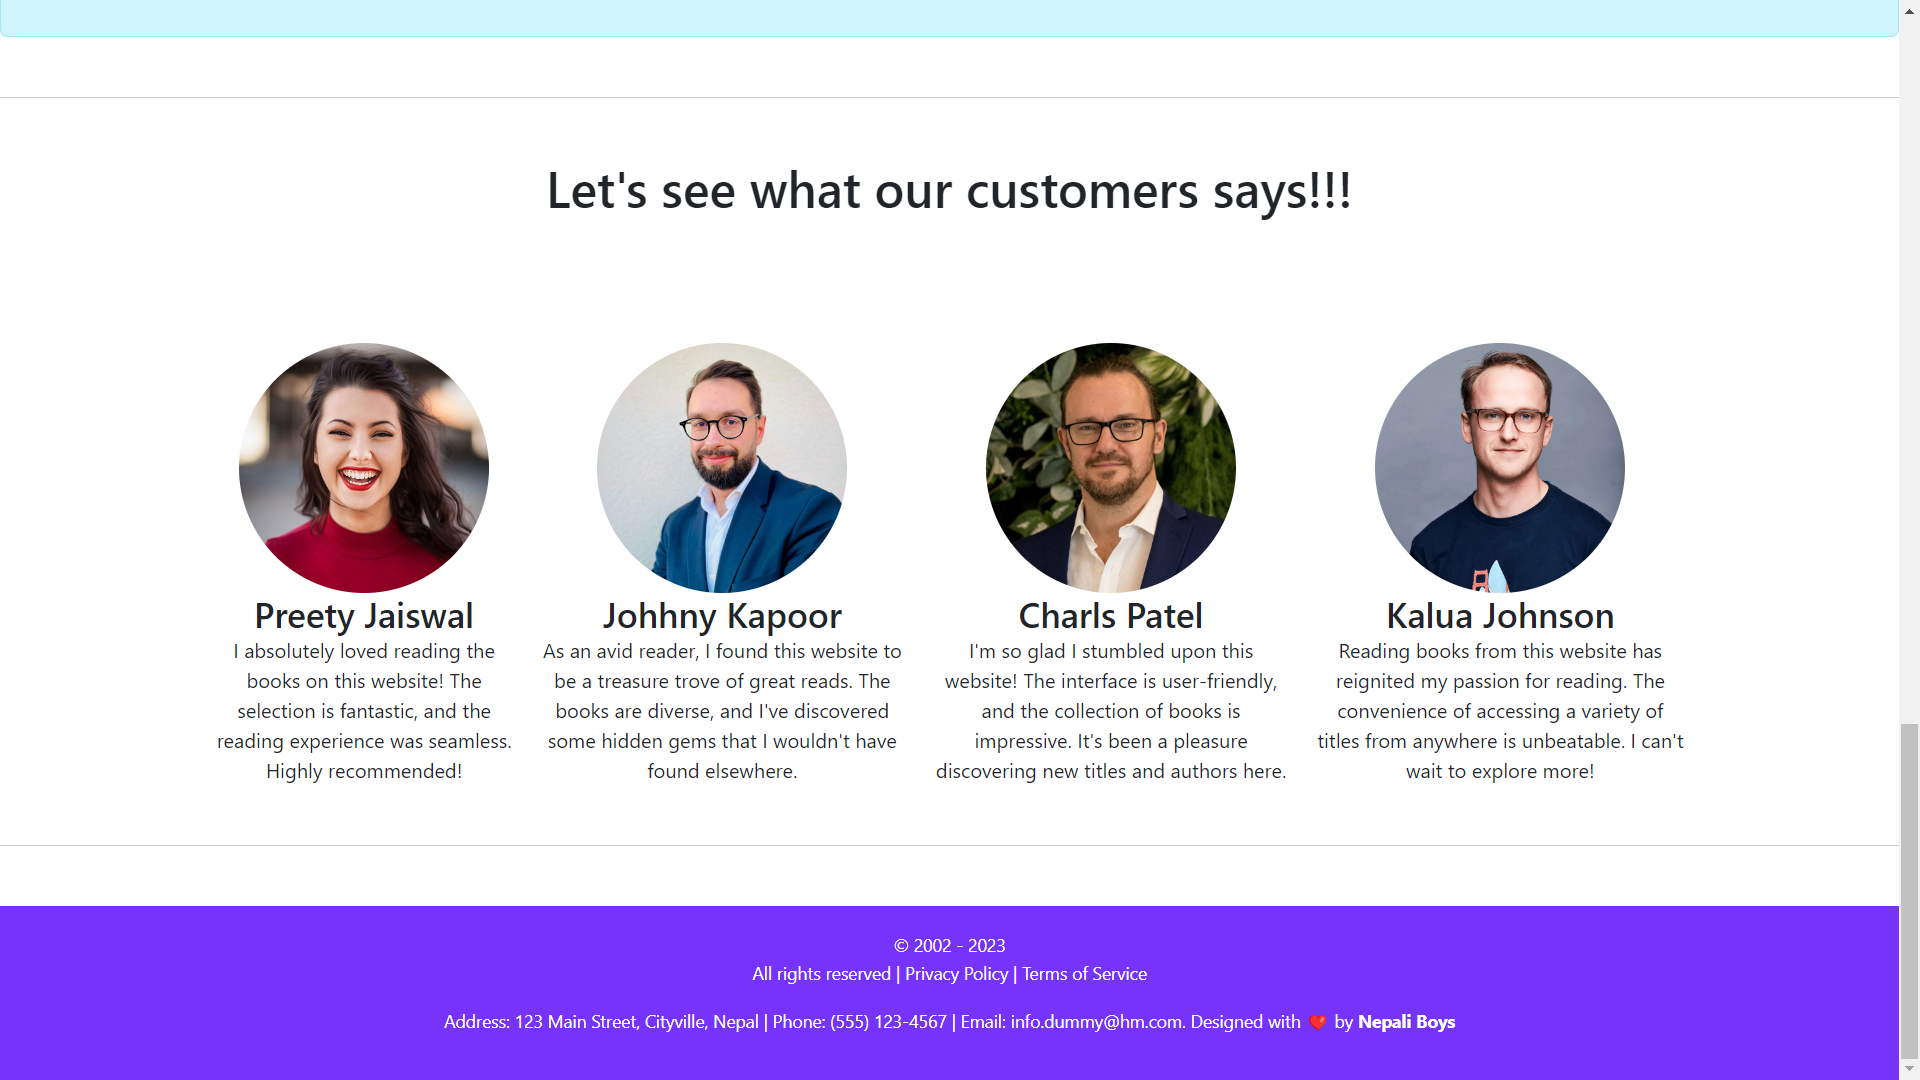 Let's see what our customers says!!!
Preety Jaiswal
I absolutely loved reading the
books on this website! The
selection is fantastic, and the
reading experience was seamless.
Highly recommended!
Johhny Kapoor
As an avid reader, I found this website to
be a treasure trove of great reads. The
books are diverse, and I've discovered
some hidden gems that I wouldn't have
found elsewhere.
Charls Patel
I'm so glad I stumbled upon this
website! The interface is user-friendly,
and the collection of books is
impressive. It's been a pleasure
discovering new titles and authors here.
Kalua Johnson
Reading books from this website has
reignited my passion for reading. The
convenience of accessing a variety of
titles from anywhere is unbeatable. I can't
wait to explore more!
© 2002 - 2023
All rights reserved | Privacy Policy | Terms of Service
Address: 123 Main Street, Cityville, Nepal | Phone: (555) 123-4567 | Email: info.dummy@hm.com. Designed with ❤️ by Nepali Boys